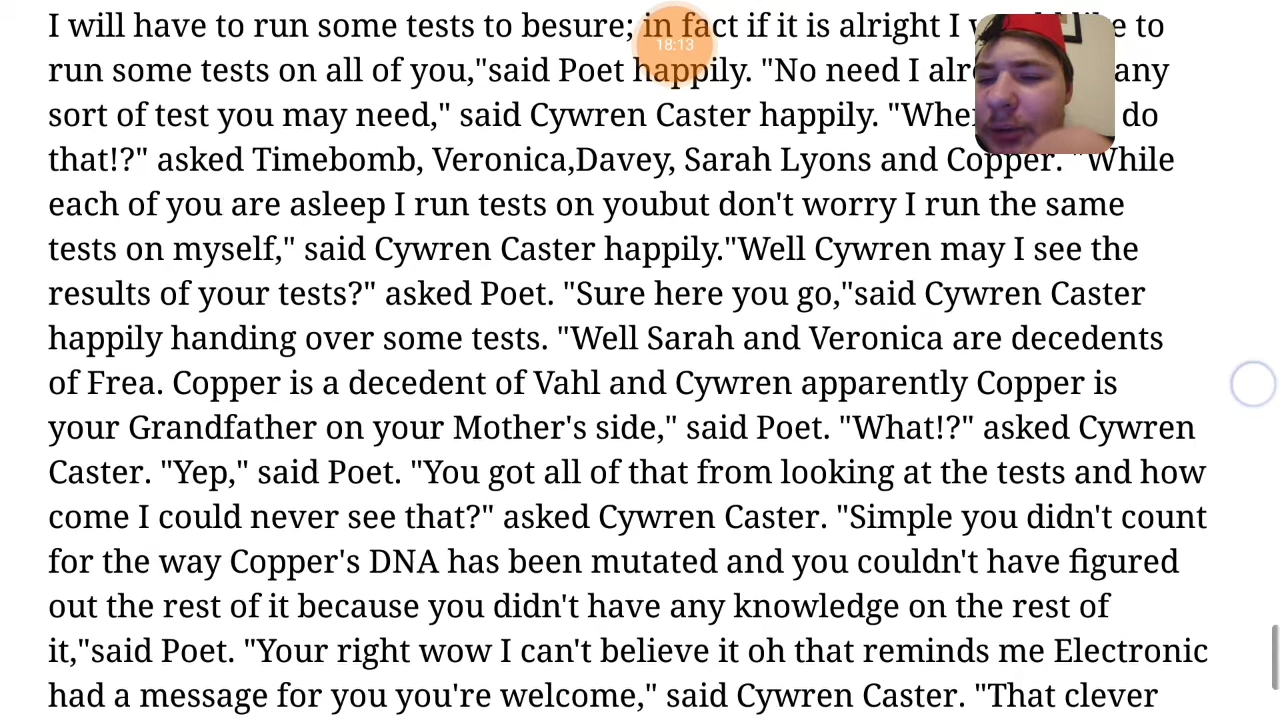 I will have to run some tests to besure; in fact if it is alright I like to
18:13
run some tests on all of you,"said Poet happily. "No need I any
sort of test you may need," said Cywren Caster happily. do
that!?" asked Timebomb, Veronica,Davey, Sarah Lyons and Copper. "While
each of you are asleep I run tests on youbut don't worry I run the same
tests on myself," said Cywren Caster happily."Well Cywren may I see the
results of your tests?" asked Poet. "Sure here you go,"said Cywren Caster
happily handing over some tests. "Well Sarah and Veronica are decedents
of Frea. Copper is a decedent of Vahl and Cywren apparently Copper is
your Grandfather on your Mother's side," said Poet. "What!?" asked Cywren
Caster. "Yep," said Poet. "You got all of that from looking at the tests and how
come I could never see that?" asked Cywren Caster. "Simple you didn't count
for the way Copper's DNA has been mutated and you couldn't have figured
out the rest of it because you didn't have any knowledge on the rest of
it,"said Poet. "Your right wow I can't believe it oh that reminds me Electronic
had a message for you you're welcome," said Cywren Caster. "That clever